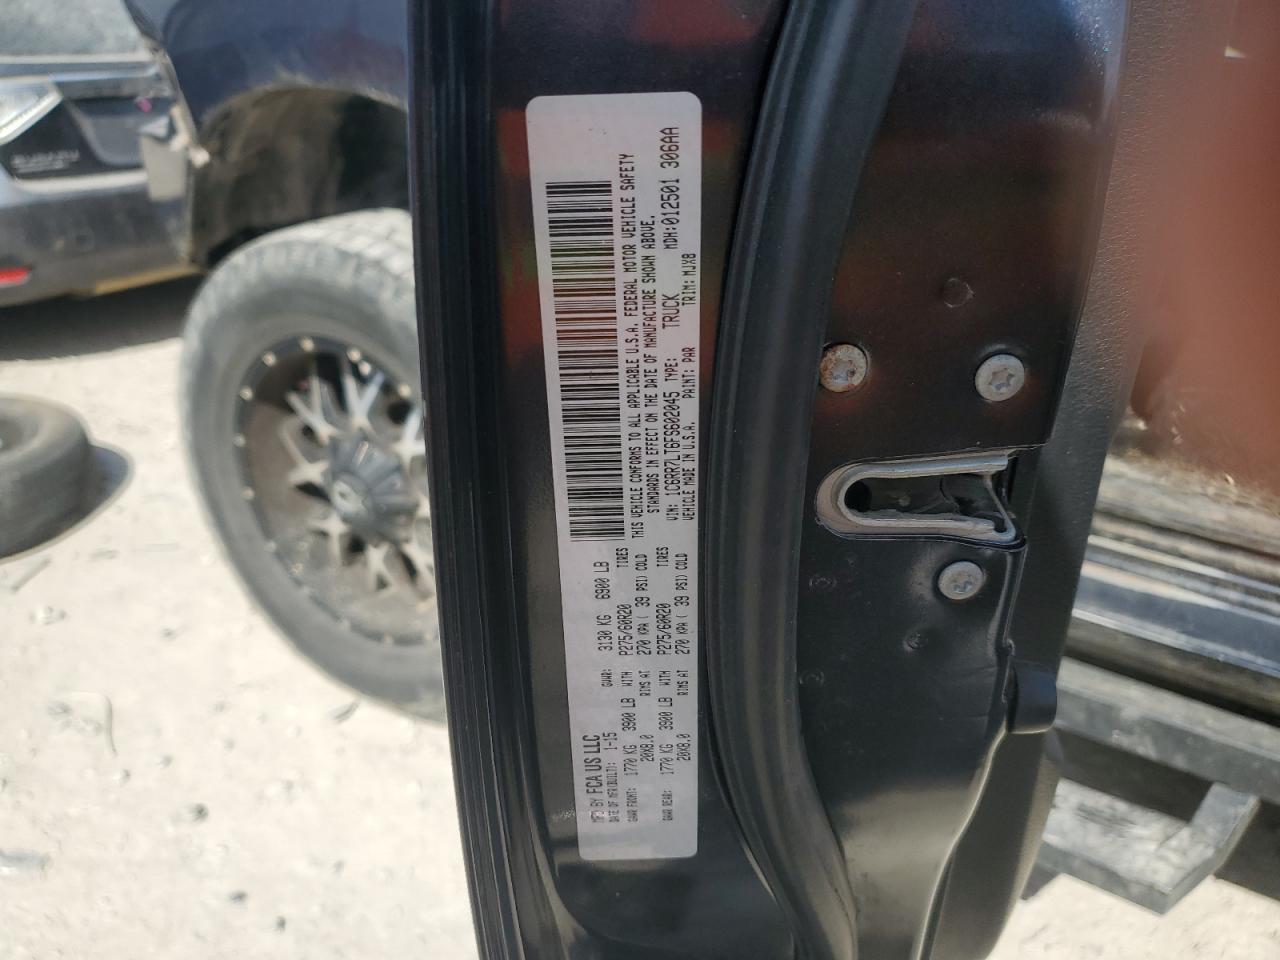 MFD BY FCA US LLC
DATE OF MFR(BUILT): 1-15 GVWR: 3130 KG 6900 LB
GAWR FRONT: 1770 KG 3900 LB WITH P275/60R20 TIRES
20X8.0 RIMS AT 270 KPA ( 39 PSI) COLD
GAWR REAR: 1770 KG 3900 LB WITH P275/60R20 TIRES
20X8.0 RIMS AT 270 KPA ( 39 PSI) COLD
THIS VEHICLE CONFORMS TO ALL APPLICABLE U.S.A. FEDERAL MOTOR VEHICLE SAFETY
STANDARDS IN EFFECT ON THE DATE OF MANUFACTURE SHOWN ABOVE.
VIN: 1C6RR7LT6FS602045 TYPE: TRUCK MDH:012501 306AA
VEHICLE MADE IN U.S.A. PAINT: PAR TRIM: MJX8
SUBARU